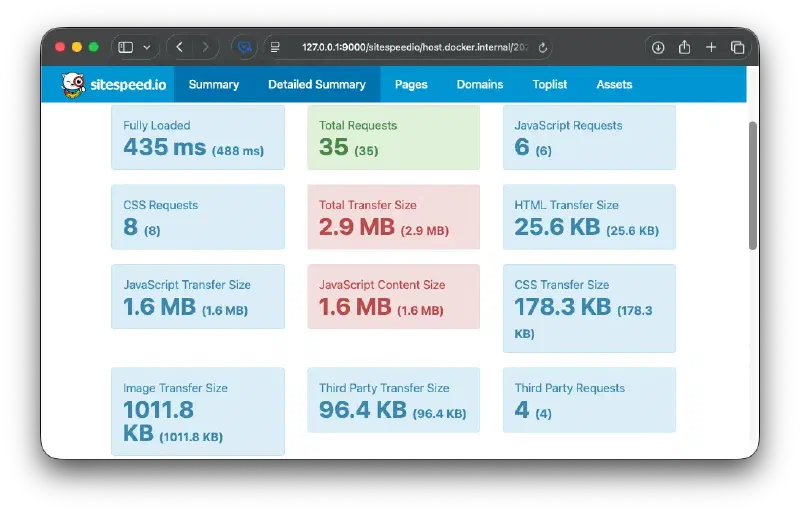 127.0.0.1:9000/sitespeedio/host.docker.internal/202
sitespeed.io Summary Detailed Summary Pages Domains Toplist Assets
Fully Loaded
435 ms (488 ms)
Total Requests
35 (35)
JavaScript Requests
6 (6)
CSS Requests
8 (8)
Total Transfer Size
2.9 MB (2.9 MB)
HTML Transfer Size
25.6 KB (25.6 KB)
JavaScript Transfer Size
1.6 MB (1.6 MB)
JavaScript Content Size
1.6 MB (1.6 MB)
CSS Transfer Size
178.3 KB (178.3
KB)
Image Transfer Size
1011.8
KB (1011.8 KB)
Third Party Transfer Size
96.4 KB (96.4 KB)
Third Party Requests
4 (4)